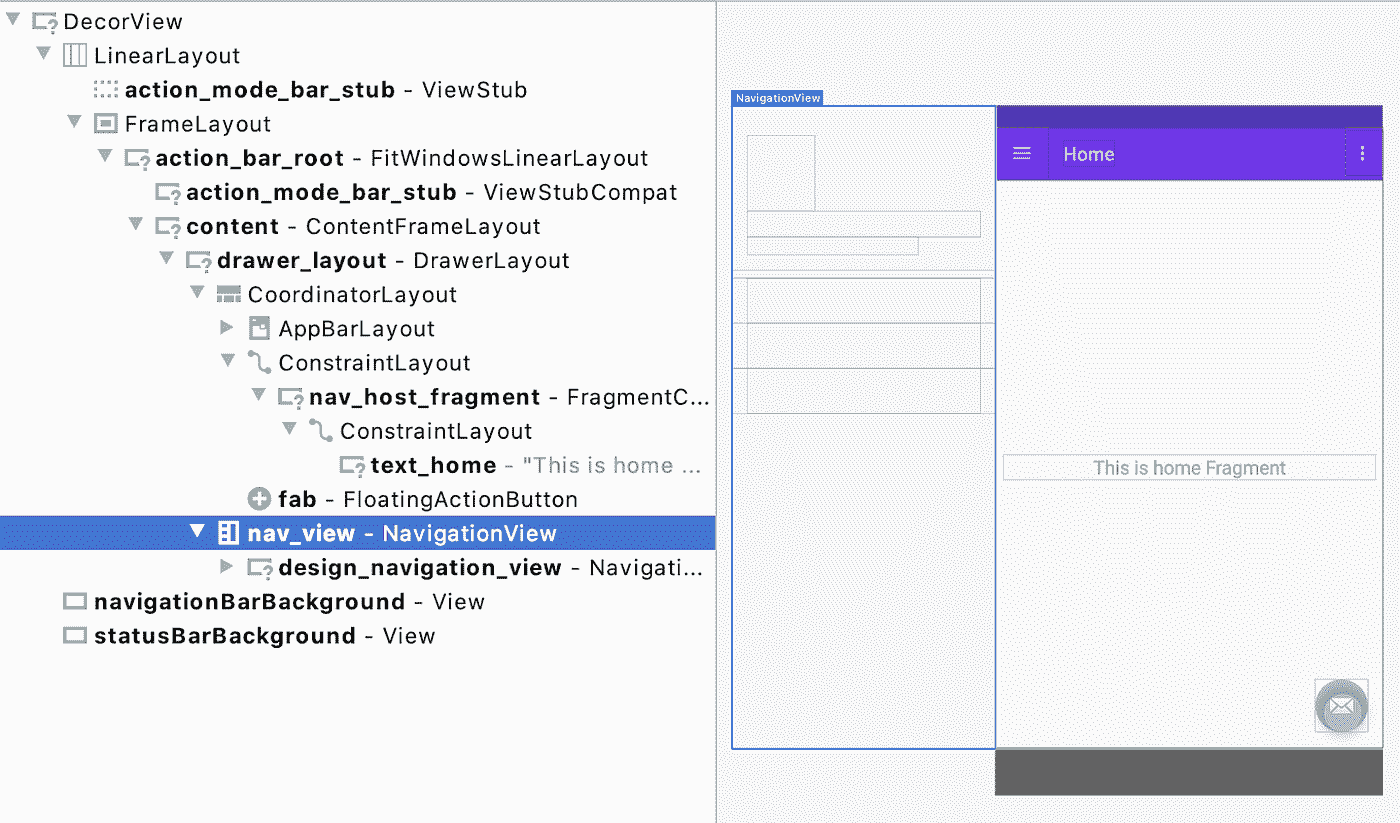 DecorView
LinearLayout
action_mode_bar_stub - ViewStub
FrameLayout
action_bar_root - FitWindowsLinearLayout
action_mode_bar_stub - ViewStubCompat
content - ContentFrameLayout
drawer_layout - DrawerLayout
CoordinatorLayout
AppBarLayout
ConstraintLayout
nav_host_fragment - FragmentC...
ConstraintLayout
text_home - "This is home ...
fab - FloatingActionButton
nav_view - NavigationView
design_navigation_view - Navigati...
navigationBarBackground - View
statusBarBackground - View
NavigationView
Home
This is home Fragment